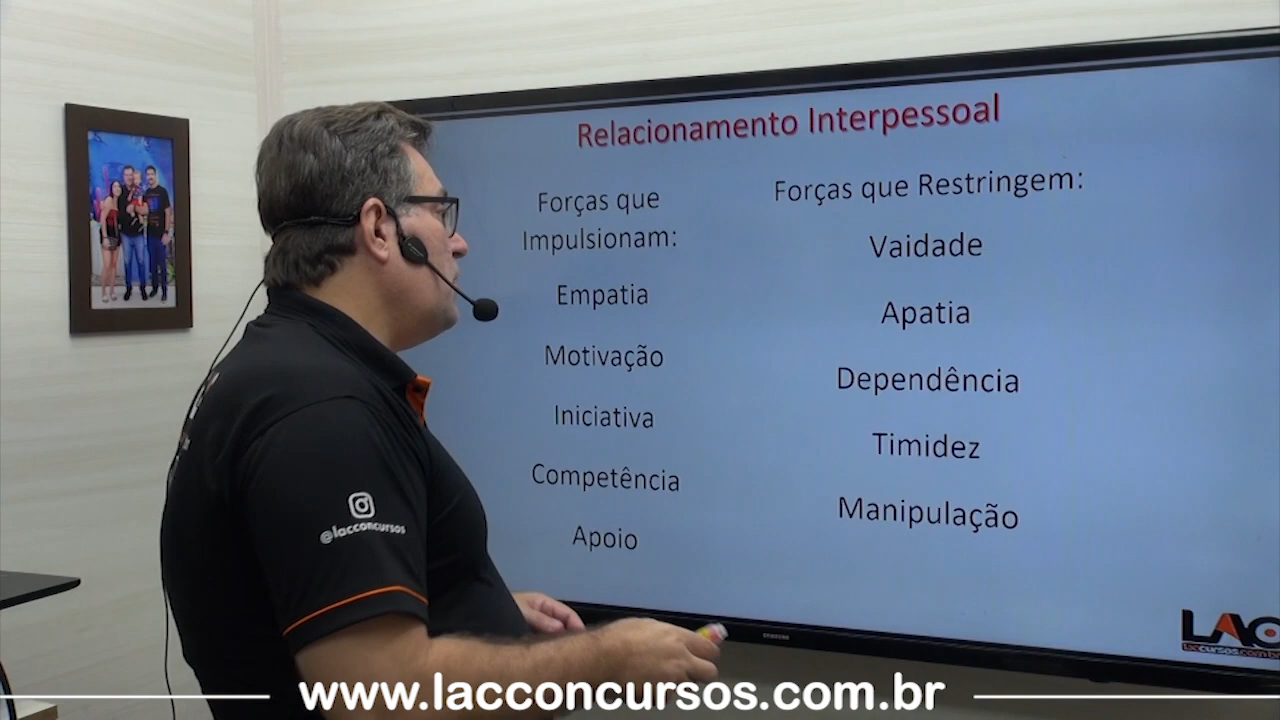 Relacionamento Interpessoal
Forças que
Impulsionam:
Empatia
Motivação
Iniciativa
Competência
Apoio
Forças que Restringem:
Vaidade
Apatia
Dependência
Timidez
Manipulação
@lacconcursos
SAMSUNG
www.lacconcursos.com.br